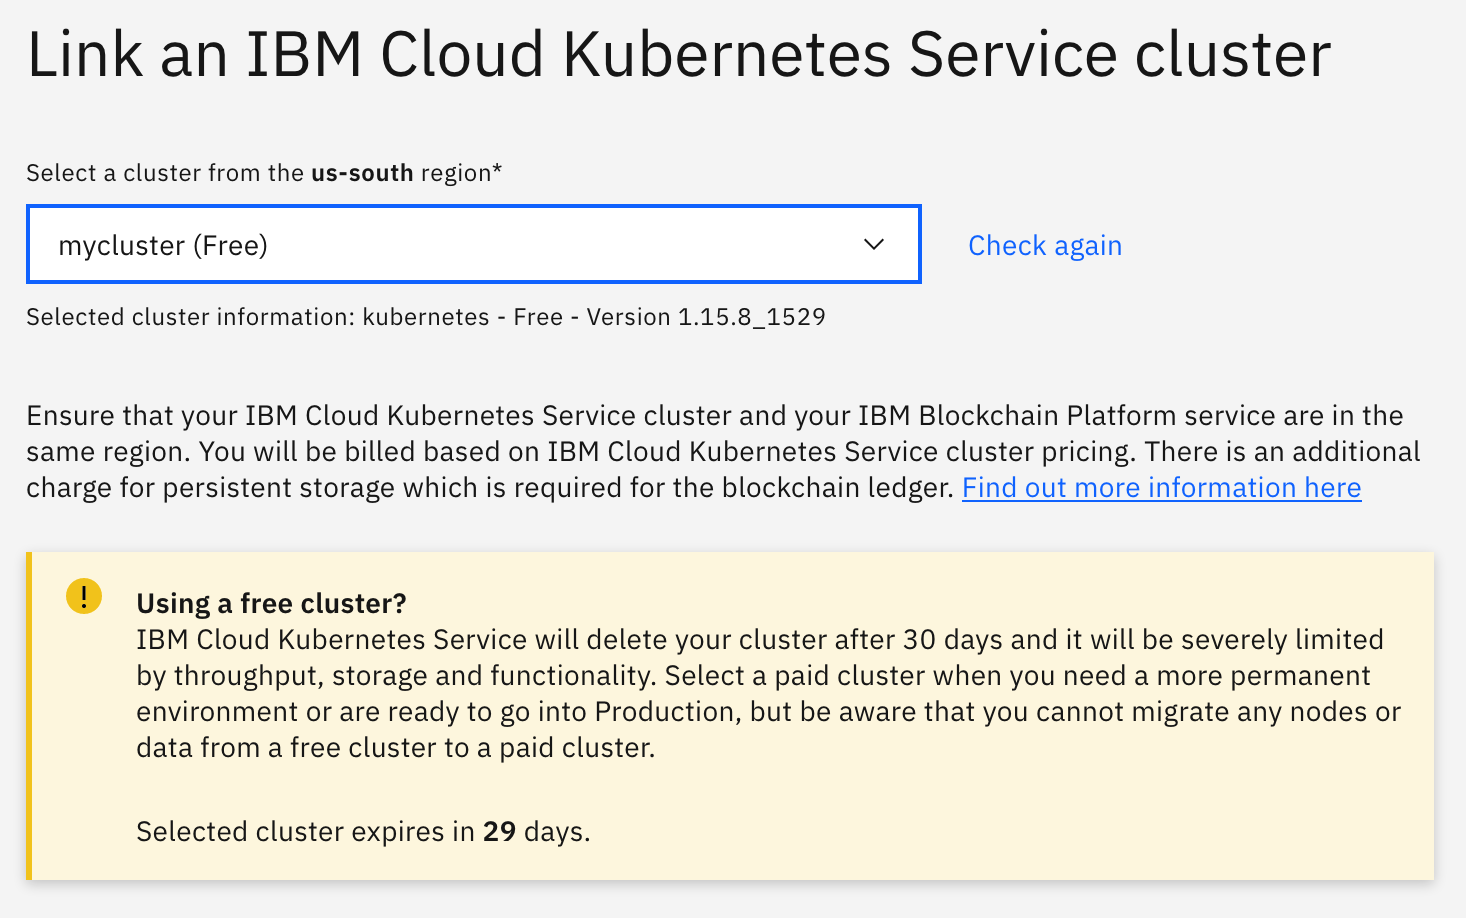 Link an IBM Cloud Kubernetes Service cluster
Select a cluster from the us-south region*
mycluster (Free)
Check again
Selected cluster information: kubernetes - Free - Version 1.15.8_1529
Ensure that your IBM Cloud Kubernetes Service cluster and your IBM Blockchain Platform service are in the
same region. You will be billed based on IBM Cloud Kubernetes Service cluster pricing. There is an additional
charge for persistent storage which is required for the blockchain ledger. Find out more information here
Using a free cluster?
IBM Cloud Kubernetes Service will delete your cluster after 30 days and it will be severely limited
by throughput, storage and functionality. Select a paid cluster when you need a more permanent
environment or are ready to go into Production, but be aware that you cannot migrate any nodes or
data from a free cluster to a paid cluster.
Selected cluster expires in 29 days.